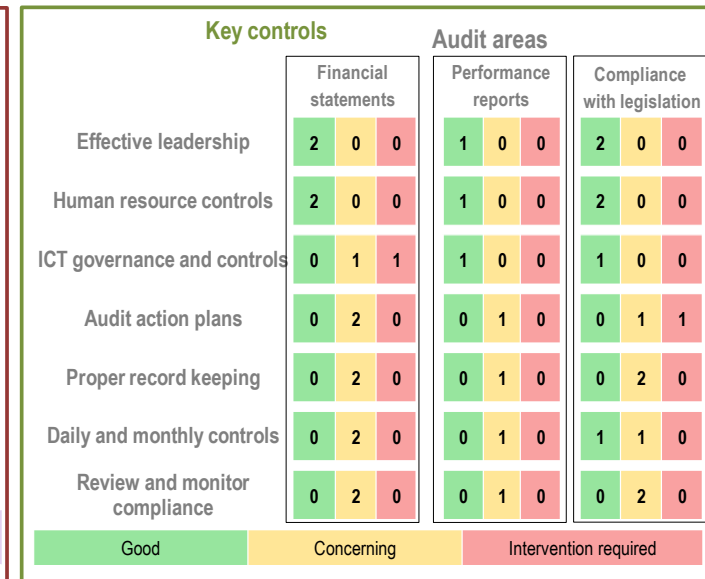 Key controls
Audit areas
Financial statements
Performance reports
Compliance with legislation
Effective leadership 2 0 0 1 0 0 2 0 0
Human resource controls 2 0 0 1 0 0 2 0 0
ICT governance and controls 0 1 1 1 0 0 1 0 0
Audit action plans 0 2 0 0 1 0 0 1 1
Proper record keeping 0 2 0 0 1 0 0 2 0
Daily and monthly controls 0 2 0 0 1 0 1 1 0
Review and monitor
compliance 0 2 0 0 1 0 0 2 0
Good Concerning Intervention required